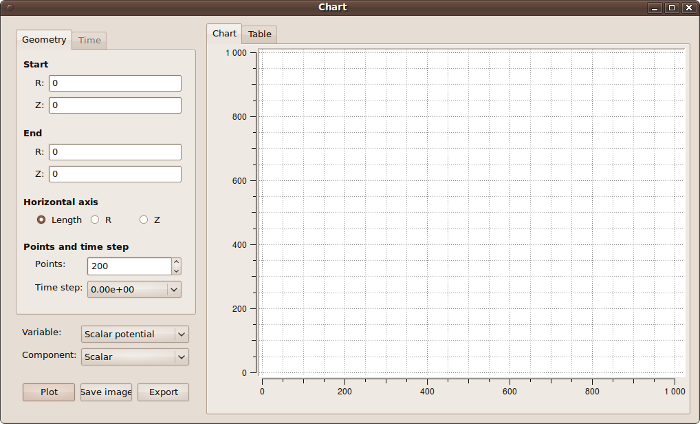 Chart
Geometry Time
Start
R: 0
Z: 0
End
R: 0
Z: 0
Horizontal axis
Length R Z
Points and time step
Points: 200
Time step: 0.00e+00
Variable: Scalar potential
Component: Scalar
Plot Save image Export
Chart Table
1 000
800
600
400
200
0
0 200 400 600 800 1 000